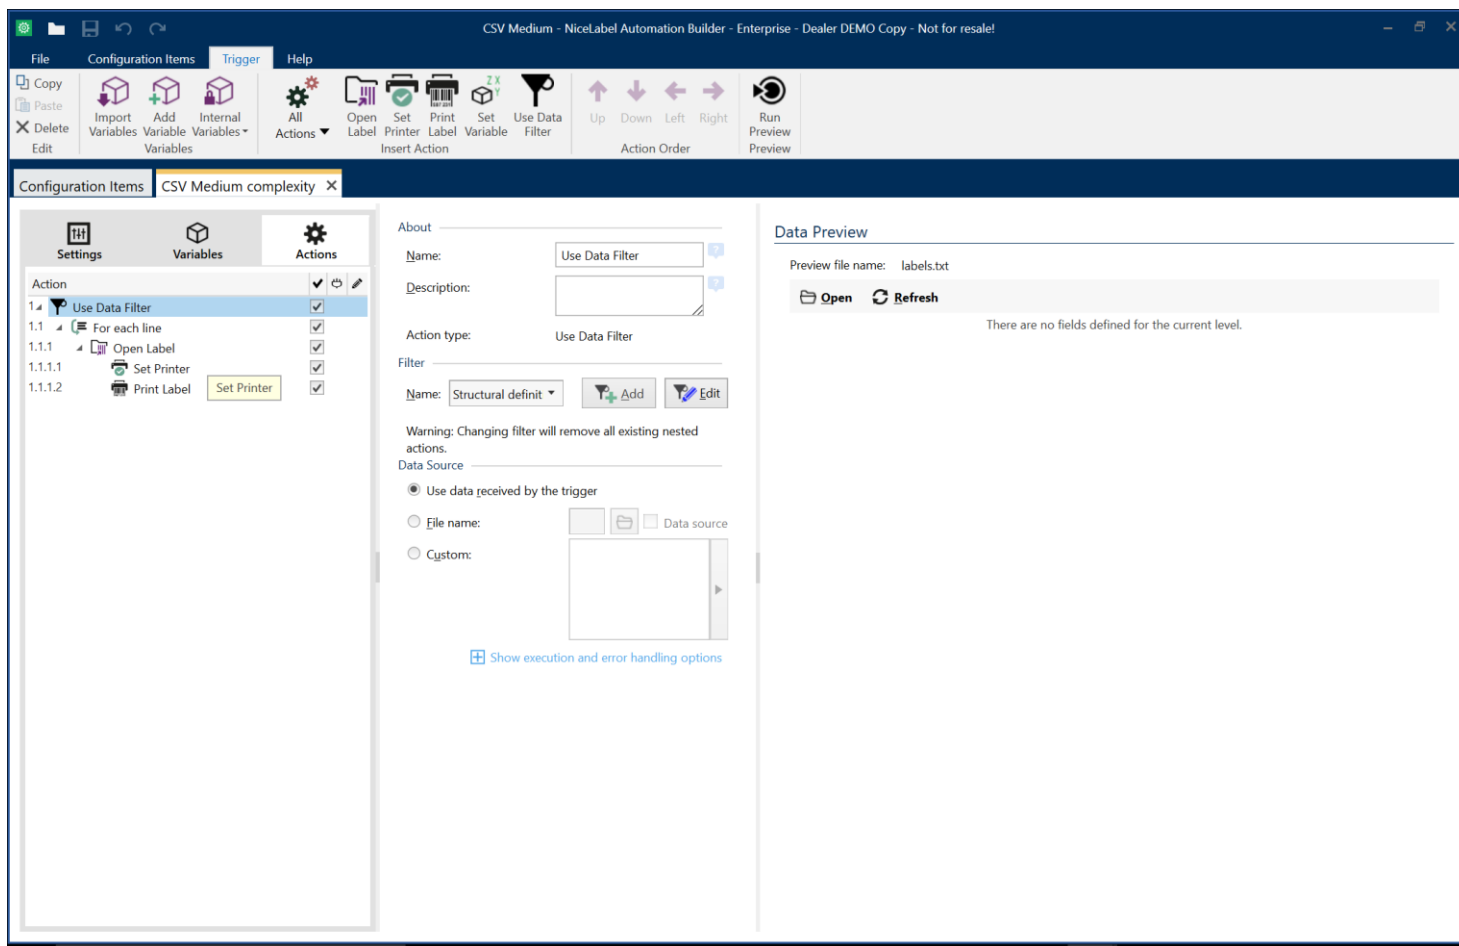 CSV Medium - NiceLabel Automation Builder - Enterprise - Dealer DEMO Copy - Not for resale!
File Configuration Items Trigger Help
Copy
Paste
Delete
Edit
Import Variables
Add Variable
Internal Variables
Variables
All Actions
Open Label
Set Printer
Print Label
Z X
Y
Set Variable
Use Data Filter
Insert Action
Up Down Left Right
Action Order
Run Preview
Preview
Configuration Items CSV Medium complexity
Settings Variables Actions
Action
1 Use Data Filter
1.1 For each line
1.1.1 Open Label
1.1.1.1 Set Printer
1.1.1.2 Print Label
Set Printer
About
Name: Use Data Filter
?
Description:
?
Action type: Use Data Filter
Filter
Name: Structural definit Add Edit
Warning: Changing filter will remove all existing nested
actions.
Data Source
Use data received by the trigger
File name: Data source
Custom:
Show execution and error handling options
Data Preview
Preview file name: labels.txt
Open Refresh
There are no fields defined for the current level.